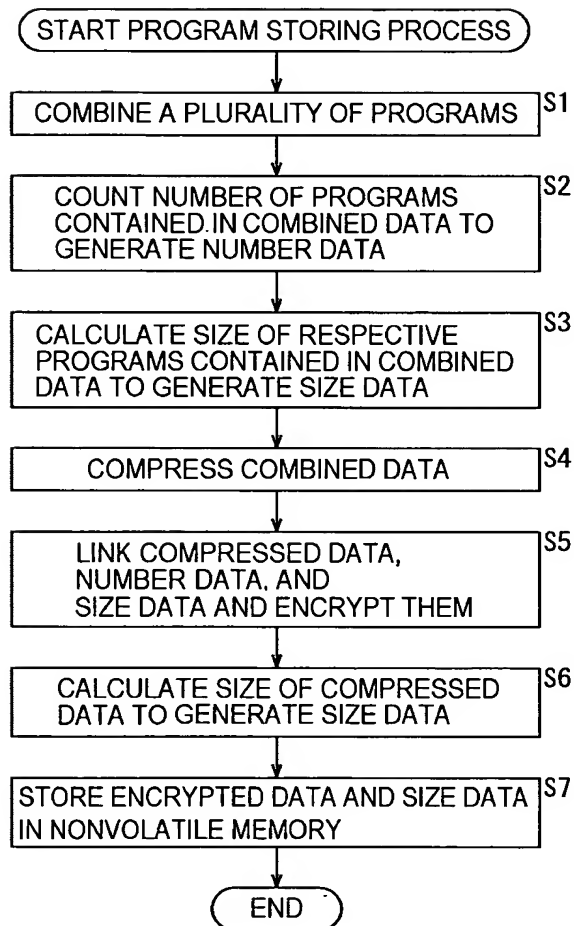 START PROGRAM STORING PROCESS
S1
COMBINE A PLURALITY OF PROGRAMS
S2
COUNT NUMBER OF PROGRAMS
CONTAINED.IN COMBINED DATA TO
GENERATE NUMBER DATA
S3
CALCULATE SIZE OF RESPECTIVE
PROGRAMS CONTAINED IN COMBINED
DATA TO GENERATE SIZE DATA
S4
COMPRESS COMBINED DATA
S5
LINK COMPRESSED DATA,
NUMBER DATA, AND
SIZE DATA AND ENCRYPT THEM
S6
CALCULATE SIZE OF COMPRESSED
DATA TO GENERATE SIZE DATA
S7
STORE ENCRYPTED DATA AND SIZE DATA
IN NONVOLATILE MEMORY
END